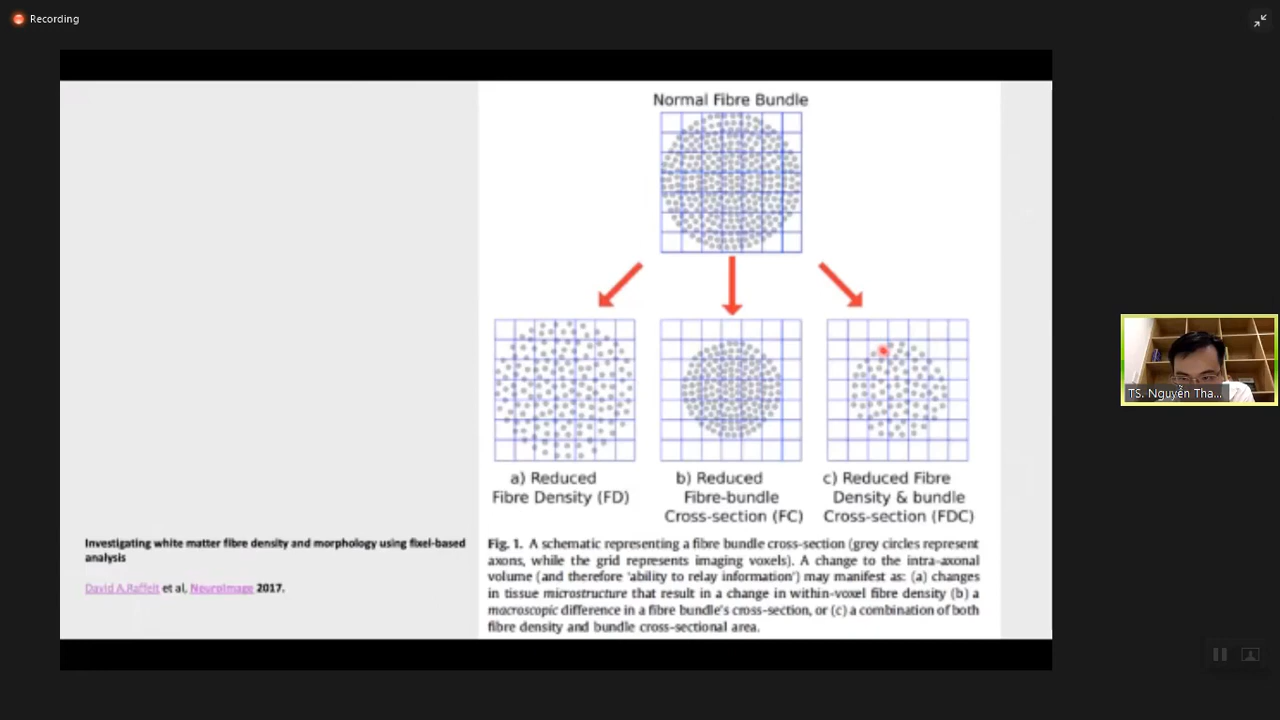 Recording
Normal Fibre Bundle
a) Reduced
Fibre Density (FD)
b) Reduced
Fibre-bundle
Cross-section (FC)
c) Reduced Fibre
Density & bundle
Cross-section (FDC)
Investigating white matter fibre density and morphology using fixel-based
analysis
David A.Raffelt et al, NeuroImage 2017.
Fig. 1. A schematic representing a fibre bundle cross-section (grey circles represent
axons, while the grid represents imaging voxels). A change to the intra-axonal
volume (and therefore 'ability to relay information') may manifest as: (a) changes
in tissue microstructure that result in a change in within-voxel fibre density (b) a
macroscopic difference in a fibre bundle's cross-section, or (c) a combination of both
fibre density and bundle cross-sectional area.
TS. Nguyễn Tha...